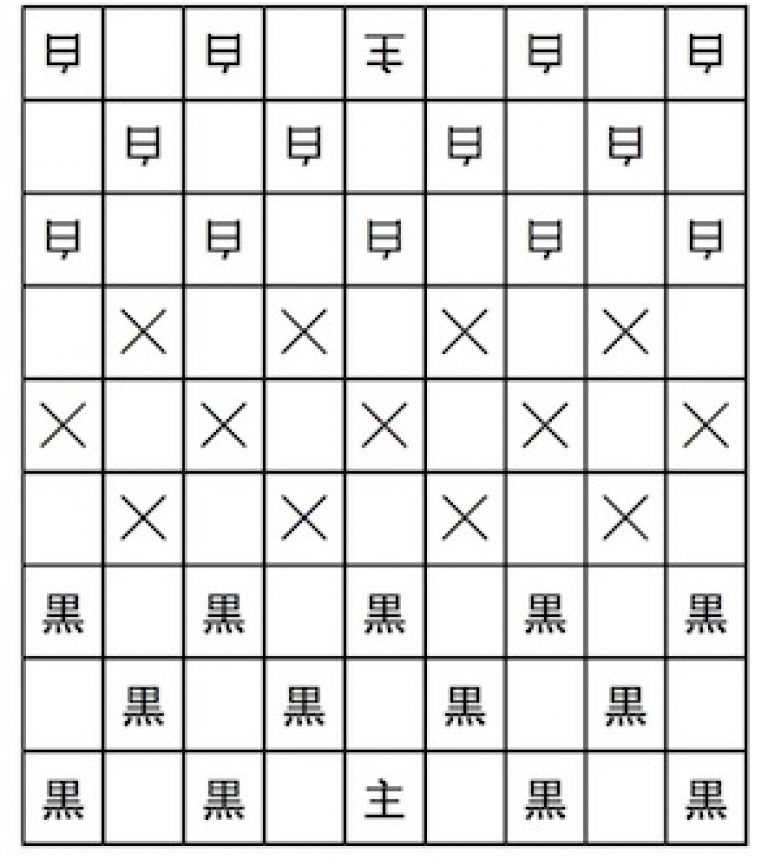 白 白 主 白 白
白 白 白 白
白 白 白 白 白
× × × ×
× × × × ×
× × × ×
黒 黒 黒 黒 黒
黒 黒 黒 黒
黒 黒 主 黒 黒